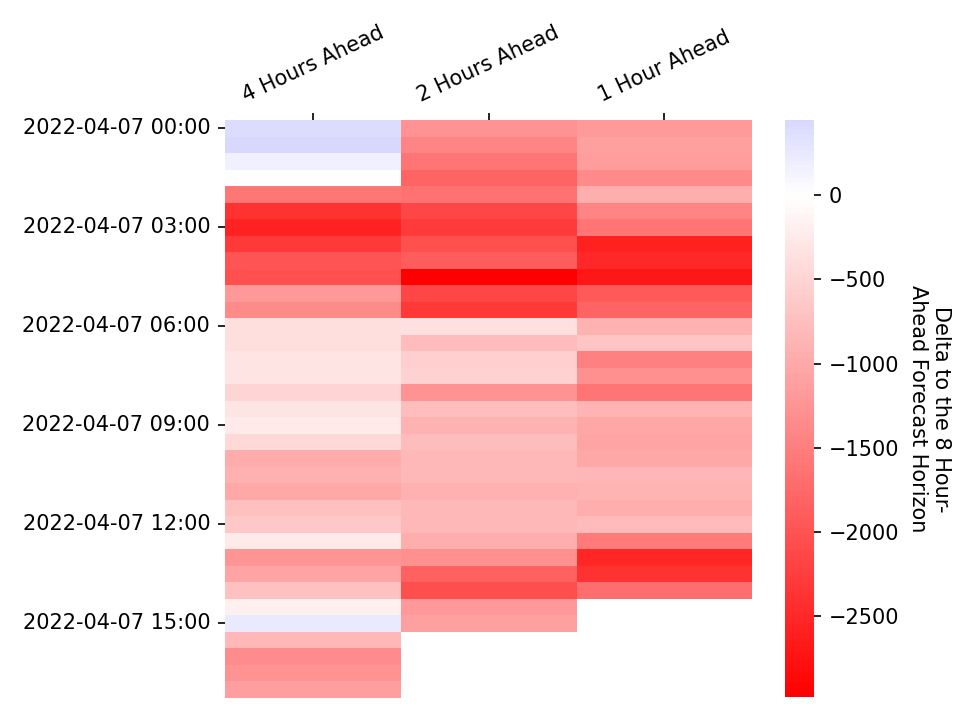 4 Hours Ahead
2 Hours Ahead
1 Hour Ahead
2022-04-07 00:00
2022-04-07 03:00
2022-04-07 06:00
2022-04-07 09:00
2022-04-07 12:00
2022-04-07 15:00
0
−500
−1000
−1500
−2000
−2500
Delta to the 8 Hour-
Ahead Forecast Horizon